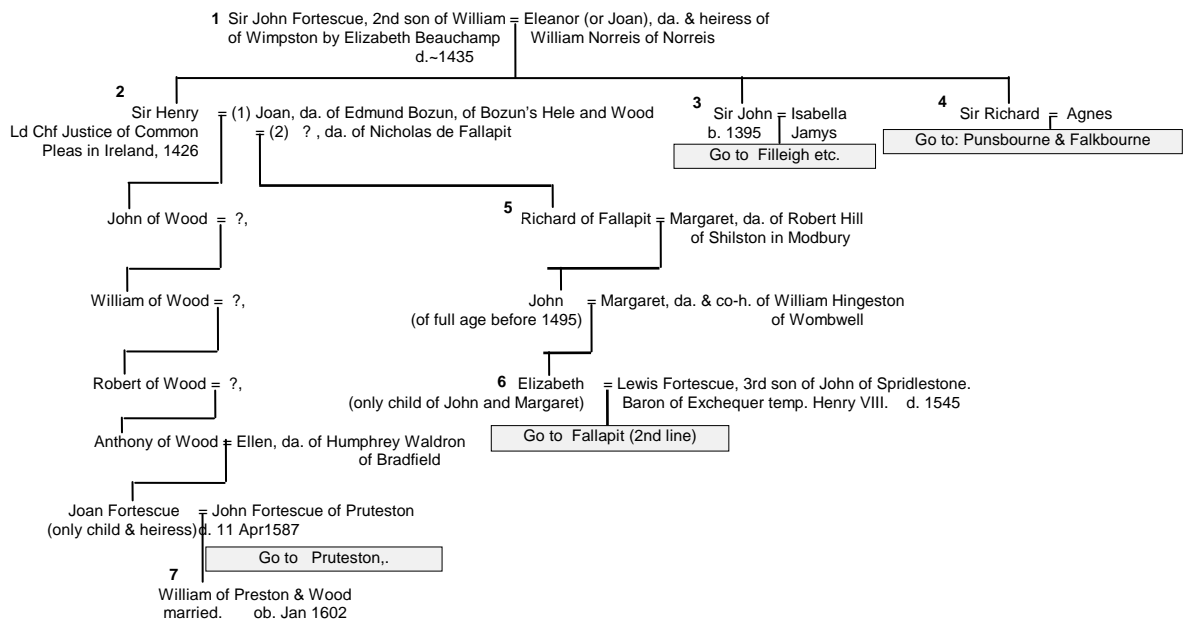 1 Sir John Fortescue, 2nd son of William = Eleanor (or Joan), da. & heiress of
of Wimpston by Elizabeth Beauchamp William Norreis of Norreis
d.~1435
2
Sir Henry = (1) Joan, da. of Edmund Bozun, of Bozun's Hele and Wood
Ld Chf Justice of Common = (2) ? , da. of Nicholas de Fallapit
Pleas in Ireland, 1426
3 Sir John = Isabella
b. 1395 Jamys
Go to Filleigh etc.
4 Sir Richard = Agnes
Go to: Punsbourne & Falkbourne
John of Wood = ?,
5 Richard of Fallapit = Margaret, da. of Robert Hill
of Shilston in Modbury
William of Wood = ?,
John = Margaret, da. & co-h. of William Hingeston
(of full age before 1495) of Wombwell
Robert of Wood = ?,
6 Elizabeth = Lewis Fortescue, 3rd son of John of Spridlestone.
(only child of John and Margaret) Baron of Exchequer temp. Henry VIII. d. 1545
Go to Fallapit (2nd line)
Anthony of Wood = Ellen, da. of Humphrey Waldron
of Bradfield
Joan Fortescue = John Fortescue of Pruteston
(only child & heiress) d. 11 Apr1587
Go to Pruteston,.
7
William of Preston & Wood
married. ob. Jan 1602